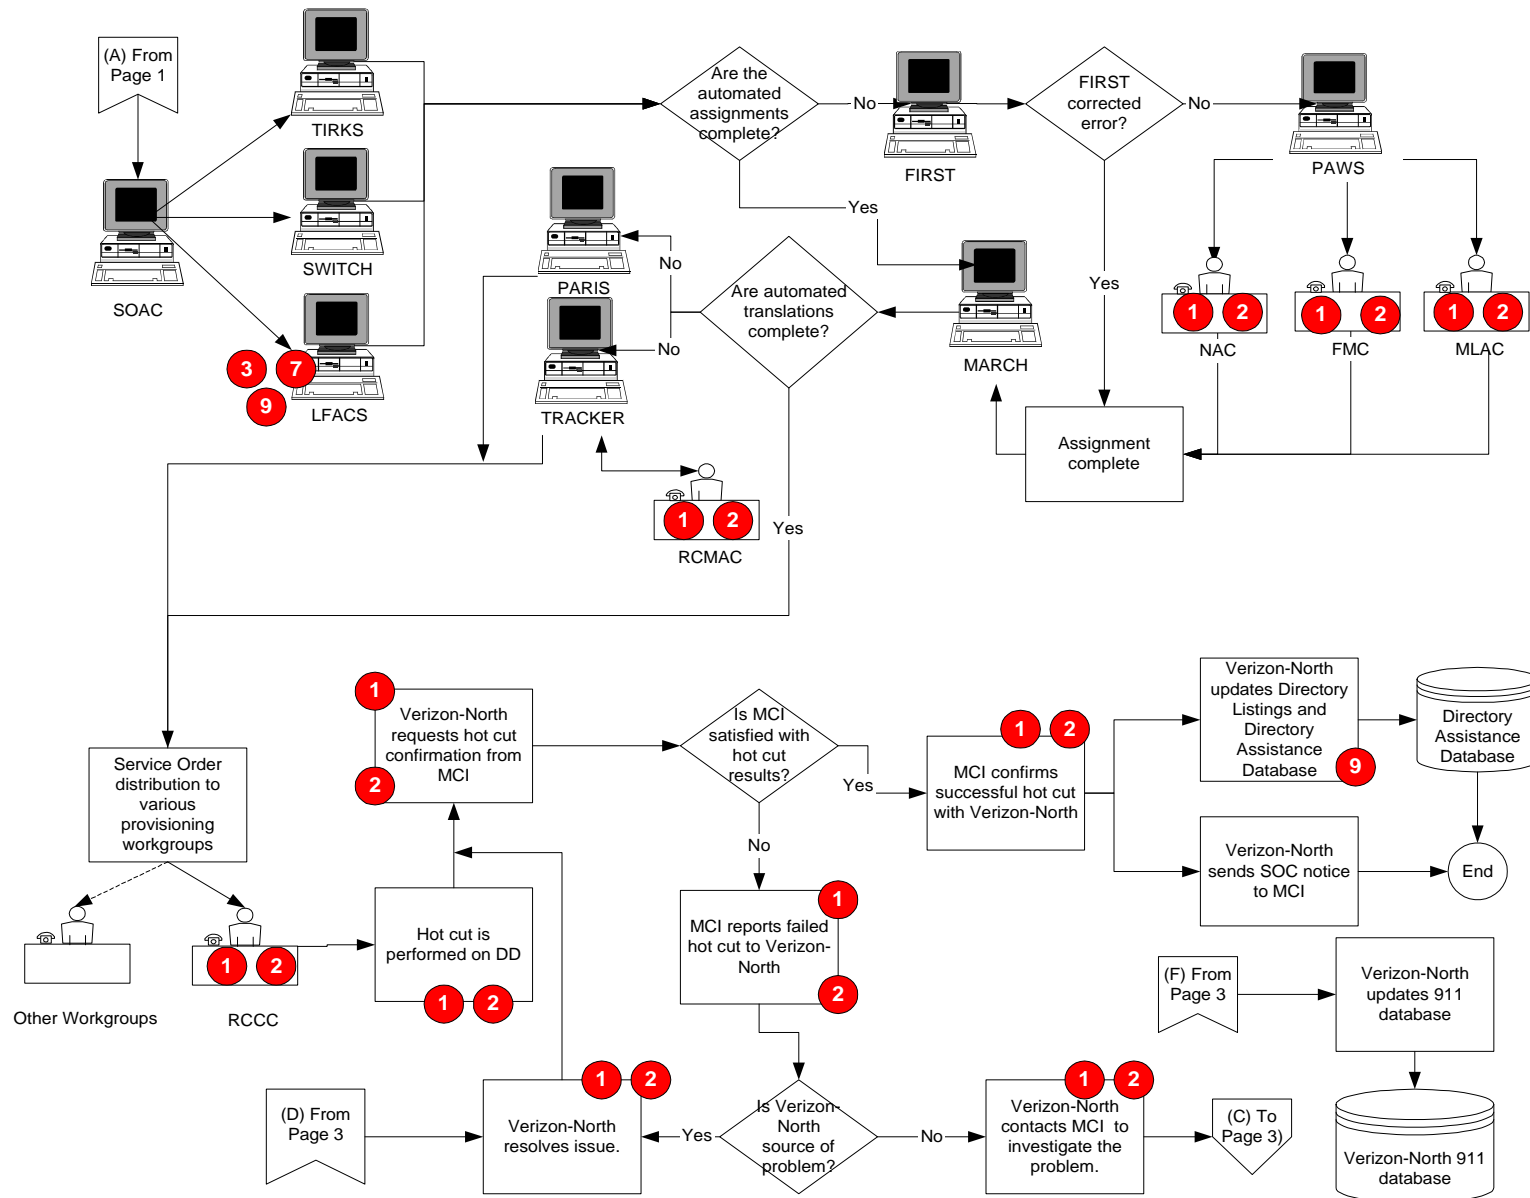 (A) From
Page 1
TIRKS
SOAC
SWITCH
3
7
9
LFACS
Are the
automated
assignments
complete?
No
FIRST
FIRST
corrected
error?
No
PAWS
Yes
Yes
PARIS
No
No
TRACKER
Are automated
translations
complete?
MARCH
1
2
NAC
1
2
FMC
1
2
MLAC
Assignment
complete
1
2
RCMAC
Yes
Service Order
distribution to
various
provisioning
workgroups
Other Workgroups
1
2
RCCC
1
Verizon-North
requests hot cut
confirmation from
MCI
2
Hot cut is
performed on DD
1
2
Is MCI
satisfied with
hot cut
results?
Yes
No
1
2
MCI confirms
successful hot cut
with Verizon-North
Verizon-North
updates Directory
Listings and
Directory
Assistance
Database
9
Directory
Assistance
Database
Verizon-North
sends SOC notice
to MCI
End
1
MCI reports failed
hot cut to Verizon-
North
2
(F) From
Page 3
Verizon-North
updates 911
database
Verizon-North 911
database
(D) From
Page 3
1
2
Verizon-North
resolves issue.
Yes
Is Verizon-
North
source of
problem?
No
1
2
Verizon-North
contacts MCI to
investigate the
problem.
(C) To
Page 3)